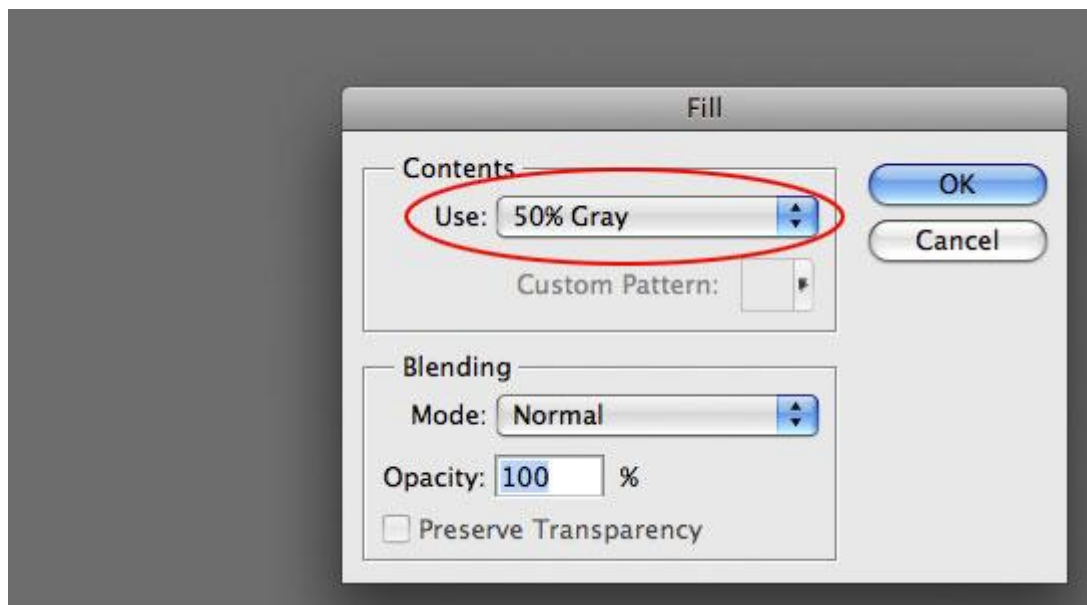 Fill
Contents
Use: 50% Gray
Custom Pattern:
OK
Cancel
Blending
Mode: Normal
Opacity: 100 %
Preserve Transparency